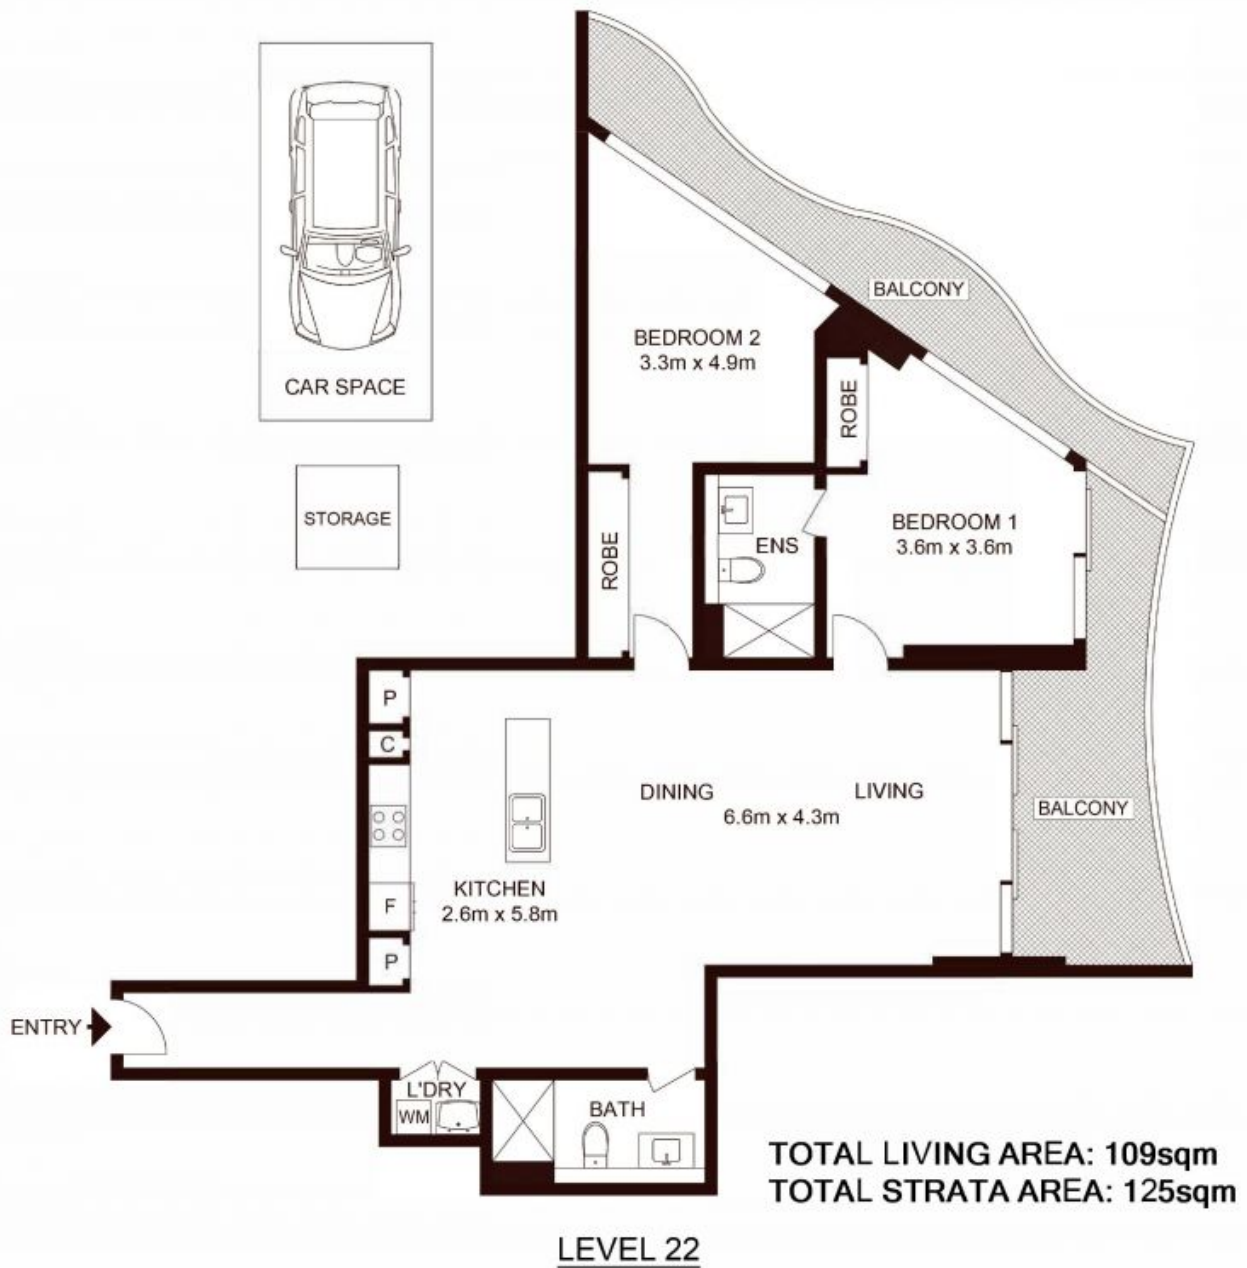 BALCONY
BEDROOM 2
3.3m x 4.9m
CAR SPACE
ROBE
STORAGE
BEDROOM 1
3.6m x 3.6m
ENS
ROBE
P
C
DINING
LIVING
6.6m x 4.3m
BALCONY
KITCHEN
2.6m x 5.8m
F
P
ENTRY
L'DRY
WM
BATH
TOTAL LIVING AREA: 109sqm
TOTAL STRATA AREA: 125sqm
LEVEL 22